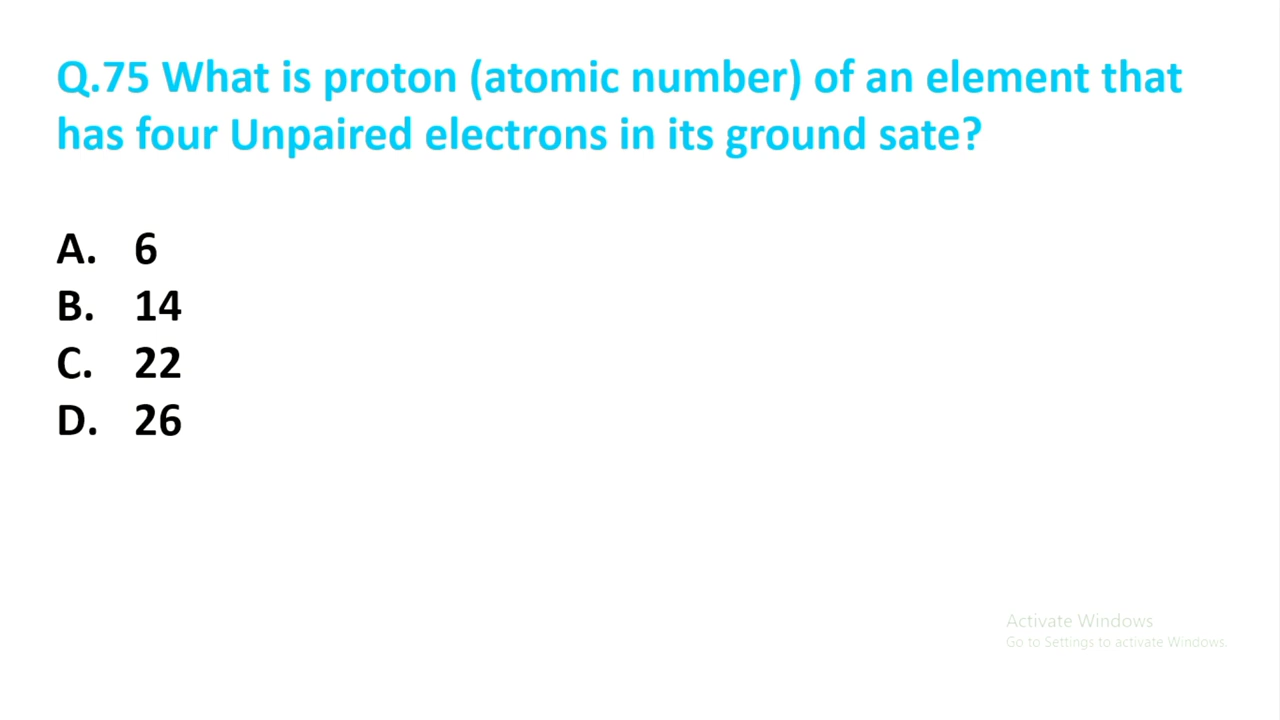 Q.75 What is proton (atomic number) of an element that
has four Unpaired electrons in its ground sate?
A. 6
B. 14
C. 22
D. 26
Activate Windows
Go to Settings to activate Windows.